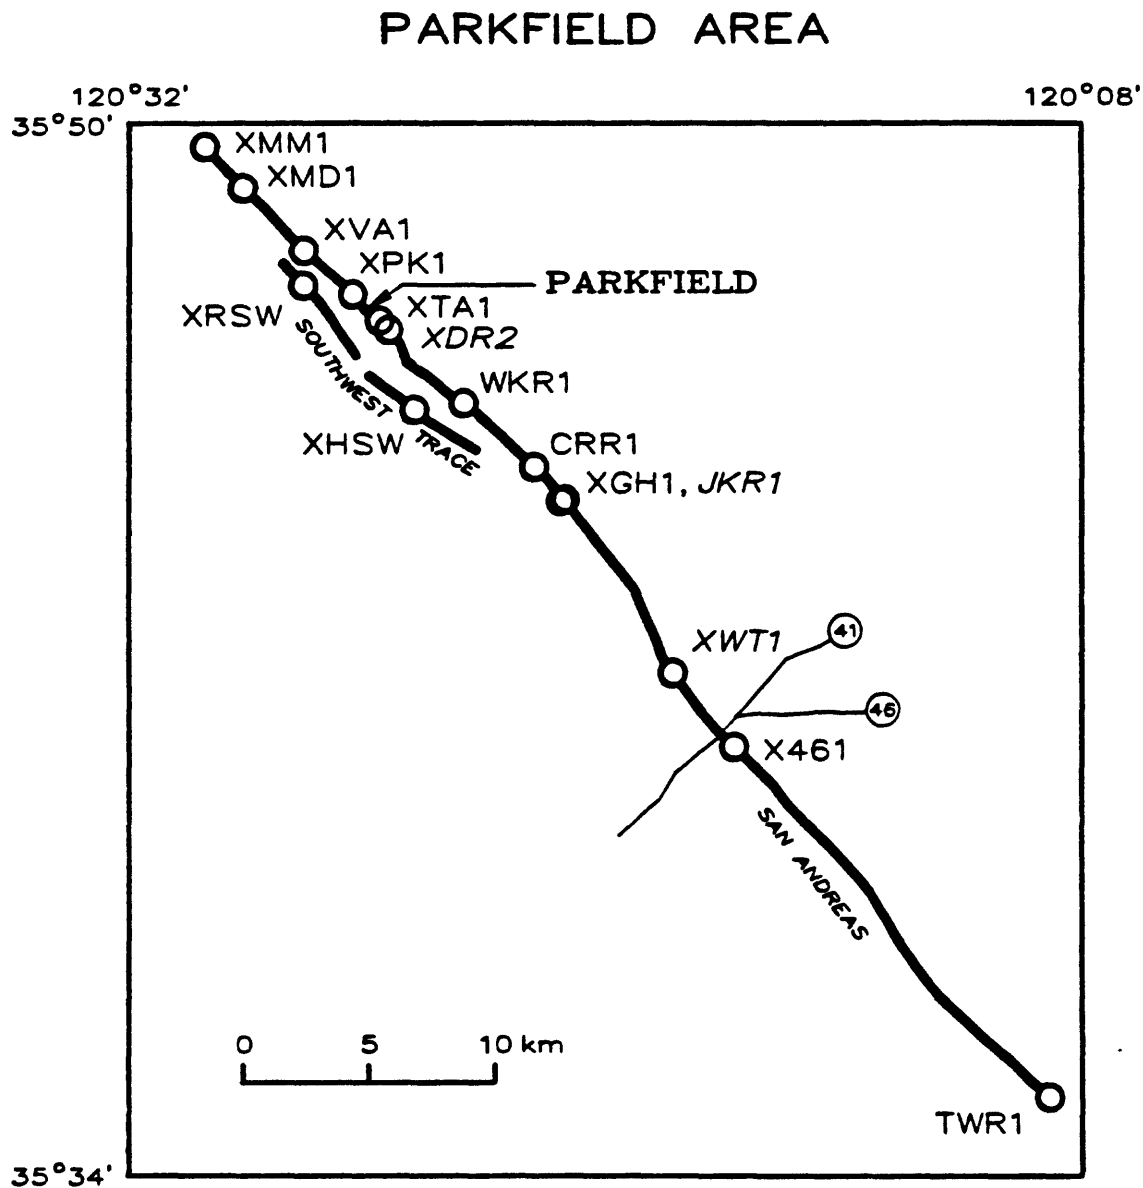 PARKFIELD AREA
120°32'
120°08'
35°50'
XMM1
XMD1
XVA1
XPK1
PARKFIELD
XTA1
XRSW
XDR2
SOUTHWEST TRACE
WKR1
XHSW
CRR1
XGH1, JKR1
41
XWT1
46
X461
SAN ANDREAS
0 5 10 km
TWR1
35°34'